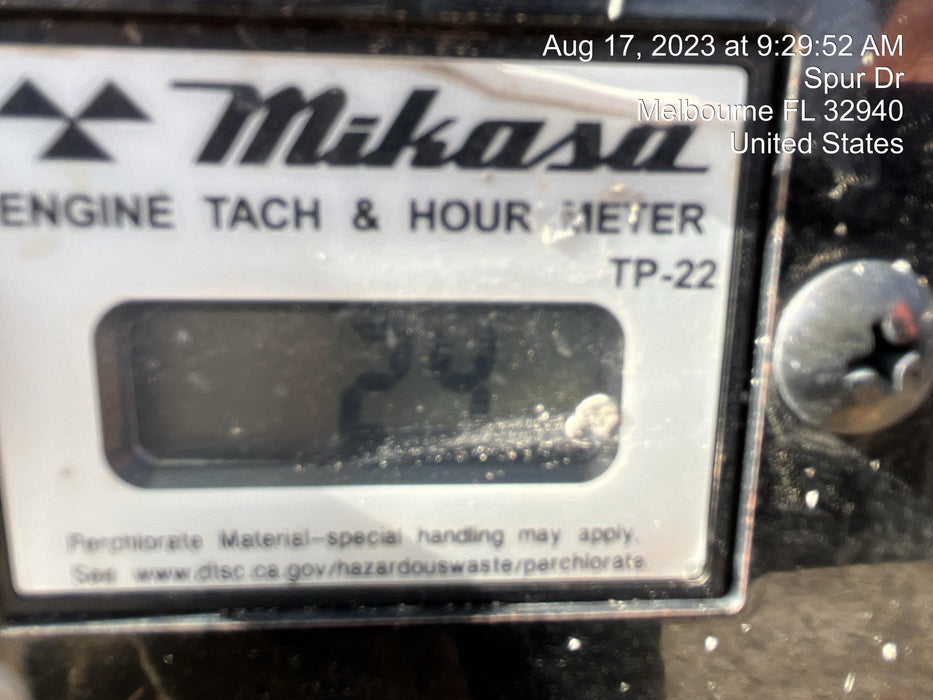 Aug 17, 2023 at 9:29:52 AM
Spur Dr
Melbourne FL 32940
United States
Mikasa
ENGINE TACH & HOUR METER
TP-22
Perchlorate Material-special handling may apply.
See www.dtsc.ca.gov/hazardouswaste/perchlorate.